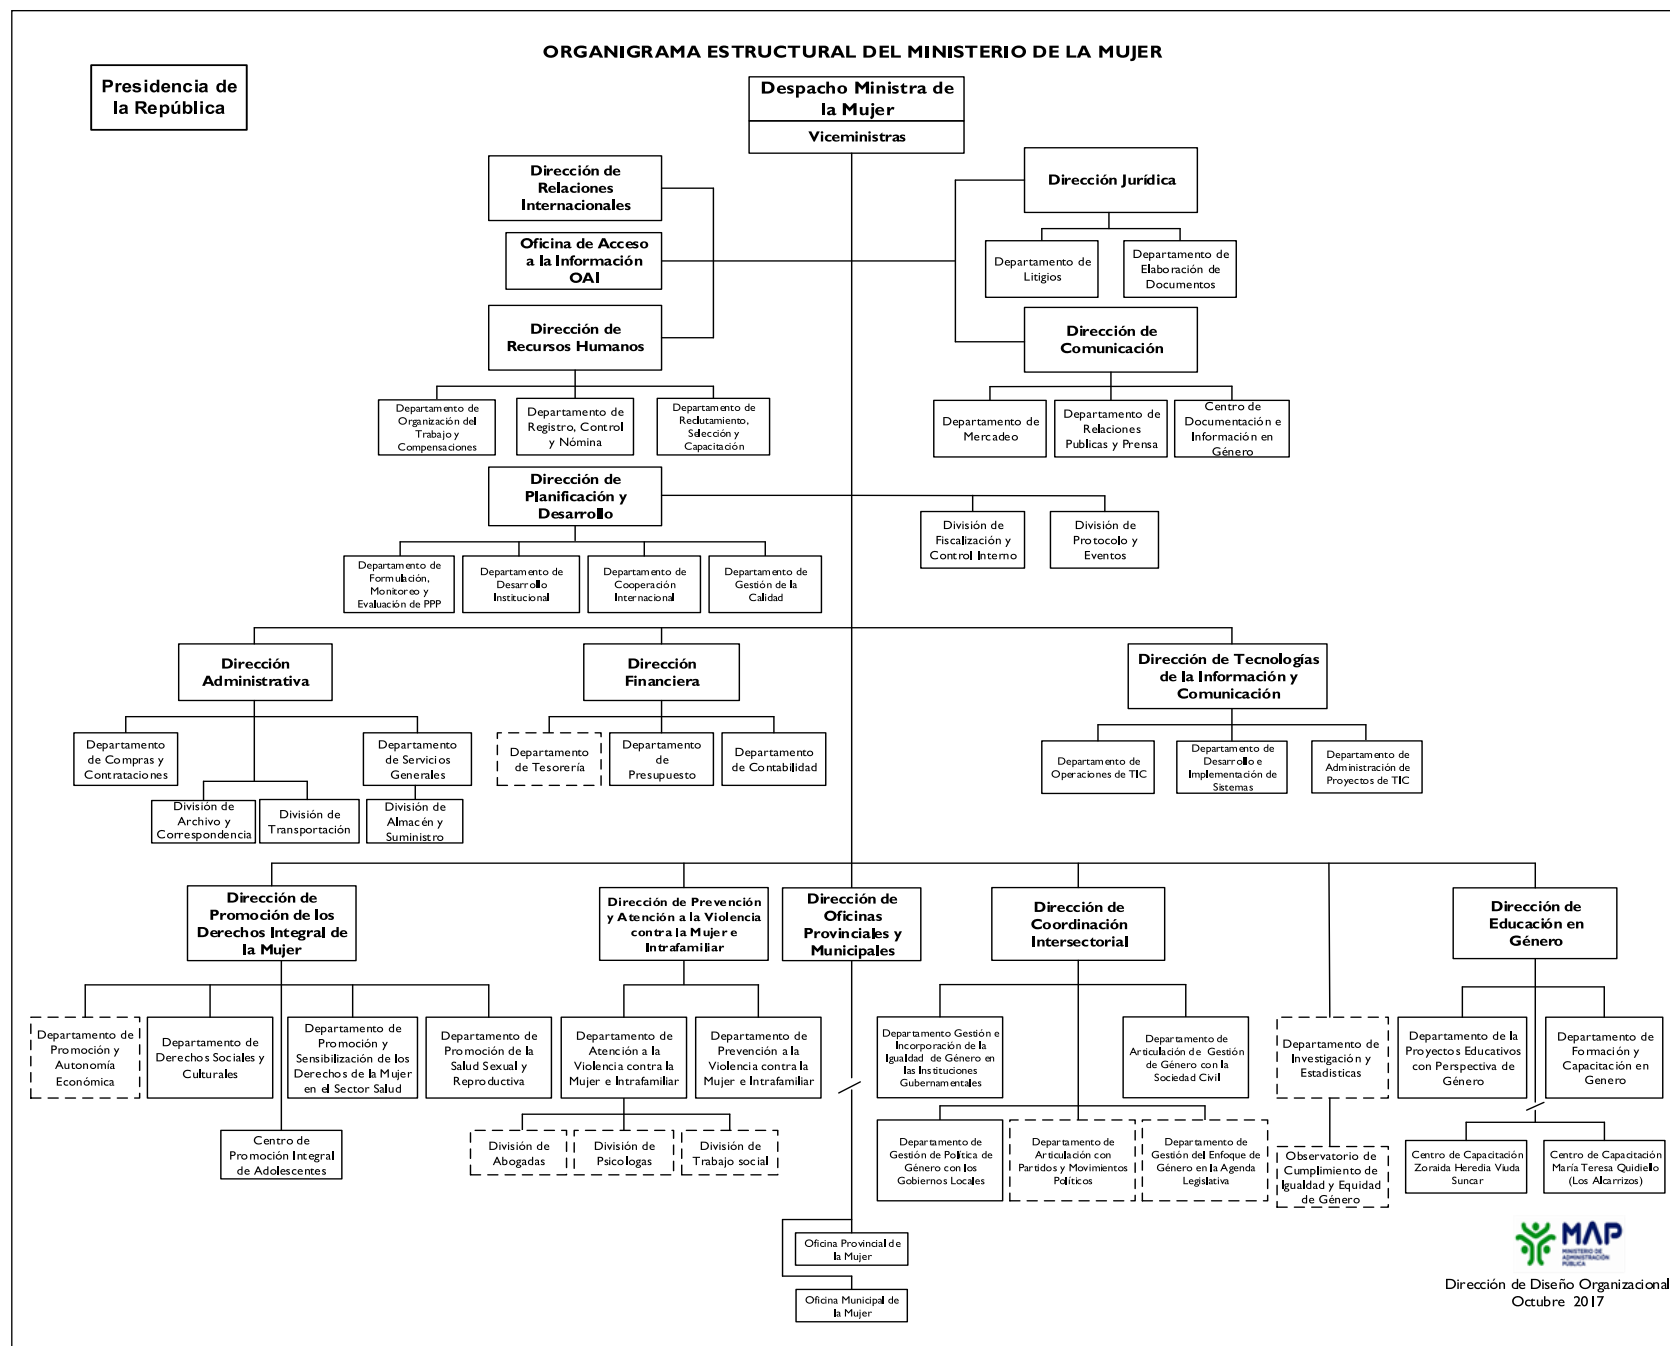 ORGANIGRAMA ESTRUCTURAL DEL MINISTERIO DE LA MUJER
Presidencia de
la República
Despacho Ministra de
la Mujer
Viceministras
Dirección de
Relaciones
Internacionales
Dirección Jurídica
Oficina de Acceso
a la Información
OAI
Departamento de
Litigios
Departamento de
Elaboración de
Documentos
Dirección de
Recursos Humanos
Dirección de
Comunicación
Departamento de
Organización del
Trabajo y
Compensaciones
Departamento de
Registro, Control
y Nómina
Departamento de
Reclutamiento,
Selección y
Capacitación
Departamento de
Mercadeo
Departamento de
Relaciones
Publicas y Prensa
Centro de
Documentación e
Información en
Género
Dirección de
Planificación y
Desarrollo
División de
Fiscalización y
Control Interno
División de
Protocolo y
Eventos
Departamento de
Formulación,
Monitoreo y
Evaluación de PPP
Departamento de
Desarrollo
Institucional
Departamento de
Cooperación
Internacional
Departamento de
Gestión de la
Calidad
Dirección
Administrativa
Dirección
Financiera
Dirección de Tecnologías
de la Información y
Comunicación
Departamento
de Compras y
Contrataciones
Departamento
de Servicios
Generales
Departamento
de Tesorería
Departamento
de
Presupuesto
Departamento
de Contabilidad
Departamento de
Operaciones de TIC
Departamento de
Desarrollo e
Implementación de
Sistemas
Departamento de
Administración de
Proyectos de TIC
División de
Archivo y
Correspondencia
División de
Transportación
División de
Almacén y
Suministro
Dirección de
Promoción de los
Derechos Integral de
la Mujer
Dirección de Prevención
y Atención a la Violencia
contra la Mujer e
Intrafamiliar
Dirección de
Oficinas
Provinciales y
Municipales
Dirección de
Coordinación
Intersectorial
Dirección de
Educación en
Género
Departamento de
Promoción y
Autonomía
Económica
Departamento de
Derechos Sociales y
Culturales
Departamento de
Promoción y
Sensibilización de los
Derechos de la Mujer
en el Sector Salud
Departamento de
Promoción de la
Salud Sexual y
Reproductiva
Departamento de
Atención a la
Violencia contra la
Mujer e Intrafamiliar
Departamento de
Prevención a la
Violencia contra la
Mujer e Intrafamiliar
Departamento Gestión e
Incorporación de la
Igualdad de Género en
las Instituciones
Gubernamentales
Departamento de
Articulación de Gestión
de Género con la
Sociedad Civil
Departamento de
Investigación y
Estadisticas
Departamento de la
Proyectos Educativos
con Perspectiva de
Género
Departamento de
Formación y
Capacitación en
Genero
Centro de
Promoción Integral
de Adolescentes
División de
Abogadas
División de
Psicologas
División de
Trabajo social
Departamento de
Gestión de Política de
Género con los
Gobiernos Locales
Departamento de
Articulación con
Partidos y Movimientos
Políticos
Departamento de
Gestión del Enfoque de
Género en la Agenda
Legislativa
Observatorio de
Cumplimiento de
Igualdad y Equidad
de Género
Centro de Capacitación
Zoraida Heredia Viuda
Suncar
Centro de Capacitación
María Teresa Quidiello
(Los Alcarrizos)
Oficina Provincial de
la Mujer
Oficina Municipal de
la Mujer
MAP
MINISTERIO DE
ADMINISTRACIÓN
PÚBLICA
Dirección de Diseño Organizacional
Octubre 2017